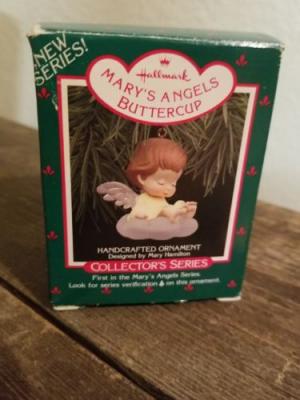 NEW
SERIES!
Hallmark
MARY'S ANGELS
BUTTERCUP
HANDCRAFTED ORNAMENT
Designed by Mary Hamilton
COLLECTOR'S SERIES
First in the Mary's Angels Series.
Look for series verification on this ornament.